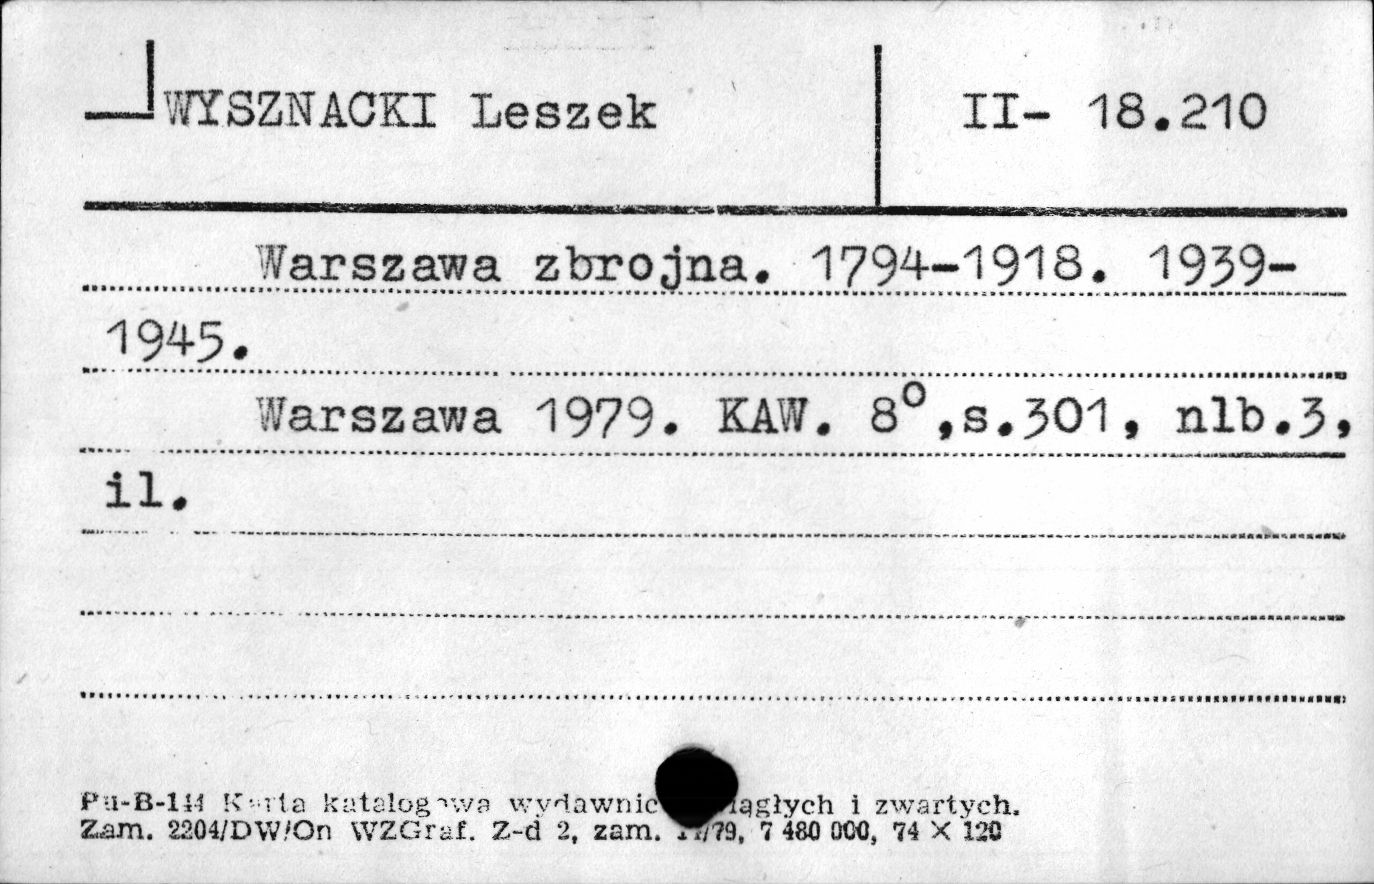 WYSZNACKI Leszek
II- 18.210
Warszawa zbrojna. 1794-1918. 1939-
1945.
Warszawa 1979. KAW. 8°,s.301, nlb.3,
il.
Pu-B-144 Karta katalogowa wydawnic ągłych i zwartych.
Zam. 2204/DW/On WZGraf. Z-d 2, zam. /79, 7 480 000, 74 X 120